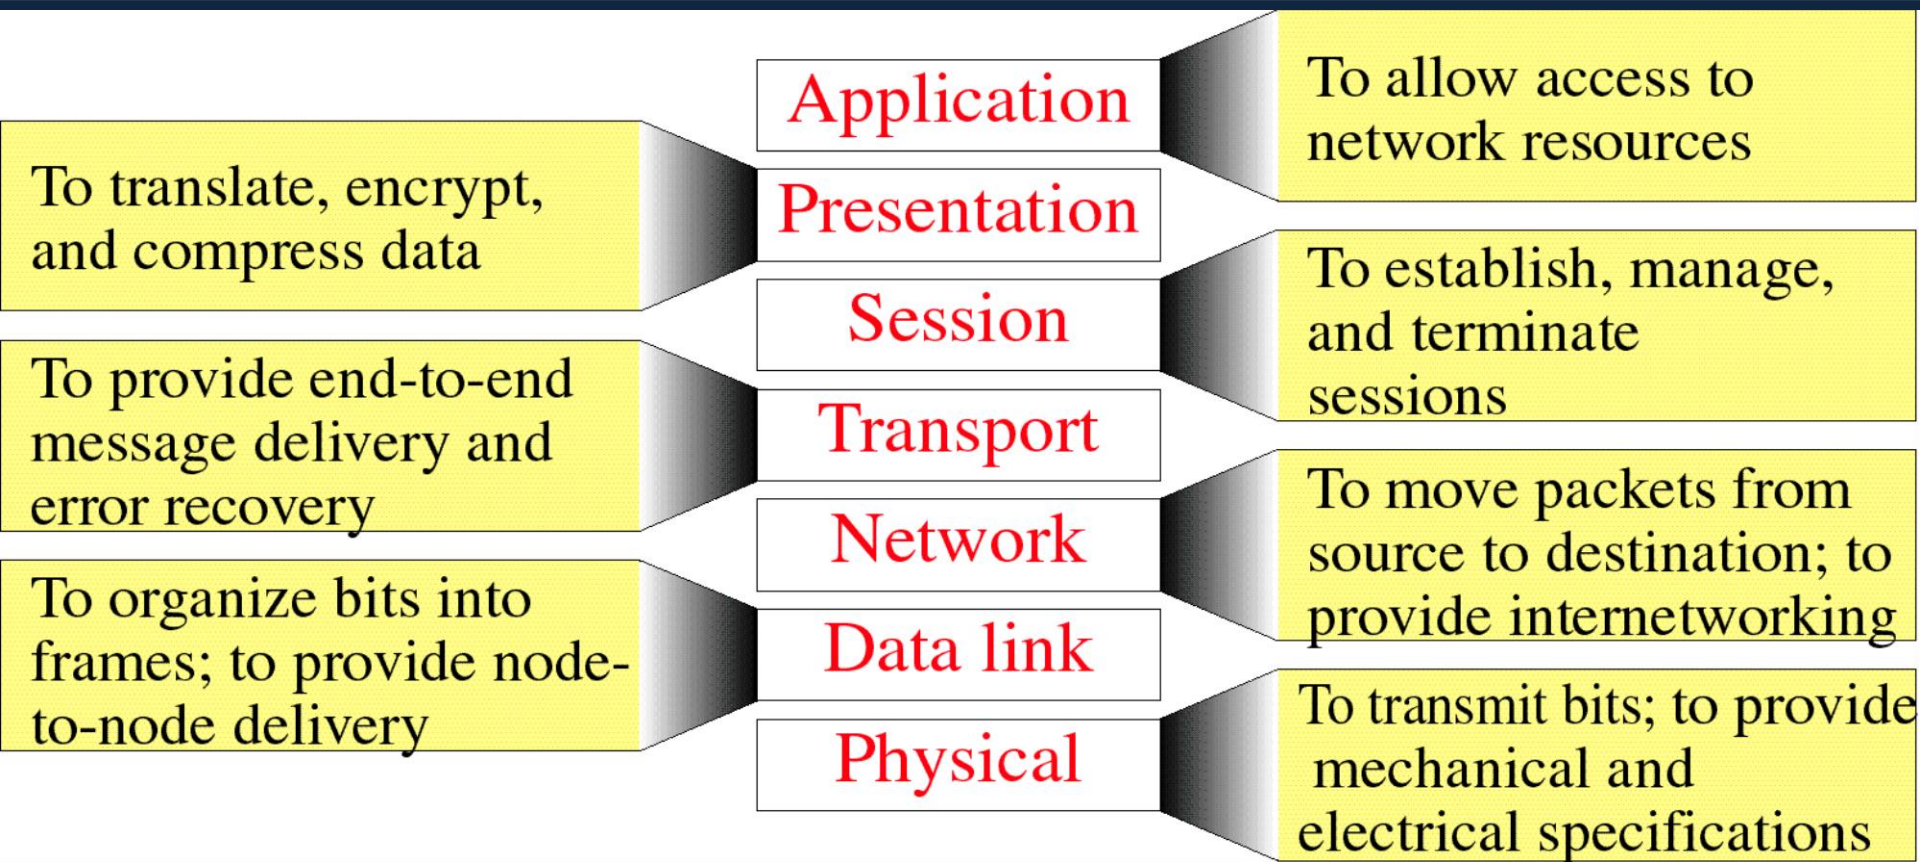 Application
To allow access to
network resources
Presentation
To translate, encrypt,
and compress data
Session
To establish, manage,
and terminate
sessions
Transport
To provide end-to-end
message delivery and
error recovery
Network
To move packets from
source to destination; to
provide internetworking
Data link
To organize bits into
frames; to provide node-
to-node delivery
Physical
To transmit bits; to provide
mechanical and
electrical specifications